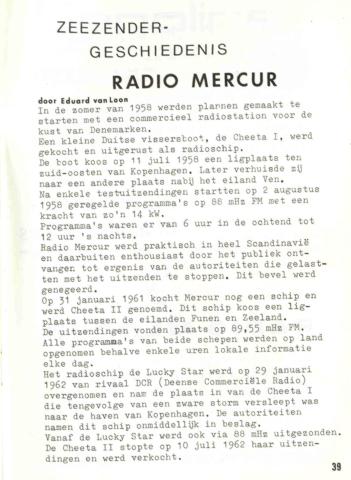 ZEEZENDER-
GESCHIEDENIS
RADIO MERCUR
door Eduard van Loon
In de zomer van 1958 werden plannen gemaakt te
starten met een commercieel radiostation voor de
kust van Denemarken.
Een kleine Duitse vissersboot, de Cheeta I, werd
gekocht en uitgerust als radioschip.
De boot koos op 11 juli 1958 een ligplaats ten
zuid-oosten van Kopenhagen. Later verhuisde zij
naar een andere plaats nabij het eiland Ven.
Na enkele testuitzendingen startten op 2 augustus
1958 geregelde programma's op 88 mHz FM met een
kracht van zo'n 14 kW.
Programma's waren er van 6 uur in de ochtend tot
12 uur 's nachts.
Radio Mercur werd praktisch in heel Scandinavië
en daarbuiten enthousiast door het publiek ont-
vangen tot ergenis van de autoriteiten die gelast-
ten met het uitzenden te stoppen. Dit bevel werd
genegeerd.
Op 31 januari 1961 kocht Mercur nog een schip en
werd Cheeta II genoemd. Dit schip koos een lig-
plaats tussen de eilanden Funen en Zeeland.
De uitzendingen vonden plaats op 89,55 mHz FM.
Alle programma's van beide schepen werden op land
opgenomen behalve enkele uren lokale informatie
elke dag.
Het radioschip de Lucky Star werd op 29 januari
1962 van rivaal DCR (Deense Commerciële Radio)
overgenomen en nam de plaats in van de Cheeta I
die tengevolge van een zware storm versleept was
naar de haven van Kopenhagen. De autoriteiten
namen dit schip onmiddellijk in beslag.
Vanaf de Lucky Star werd ook via 88 mHz uitgezonden.
De Cheeta II stopte op 10 juli 1962 haar uitzen-
dingen en werd verkocht.
39